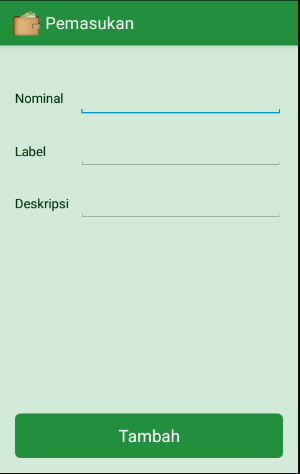 Pemasukan
Nominal
Label
Deskripsi
Tambah